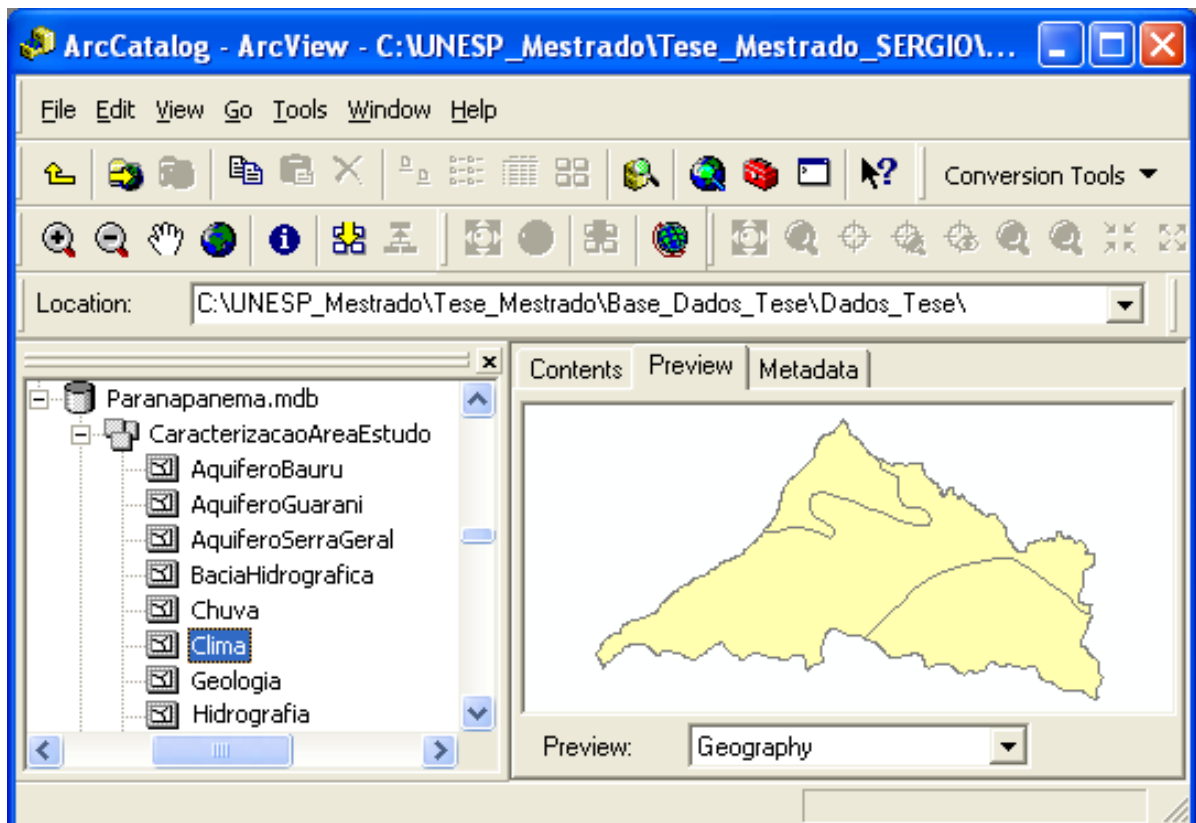 ArcCatalog - ArcView - C:\UNESP_Mestrado\Tese_Mestrado_SERGIO\...
File Edit View Go Tools Window Help
Conversion Tools
Location: C:\UNESP_Mestrado\Tese_Mestrado\Base_Dados_Tese\Dados_Tese\
Contents Preview Metadata
Paranapanema.mdb
CaracterizacaoAreaEstudo
AquiferoBauru
AquiferoGuarani
AquiferoSerraGeral
BaciaHidrografica
Chuva
Clima
Geologia
Hidrografia
Preview: Geography